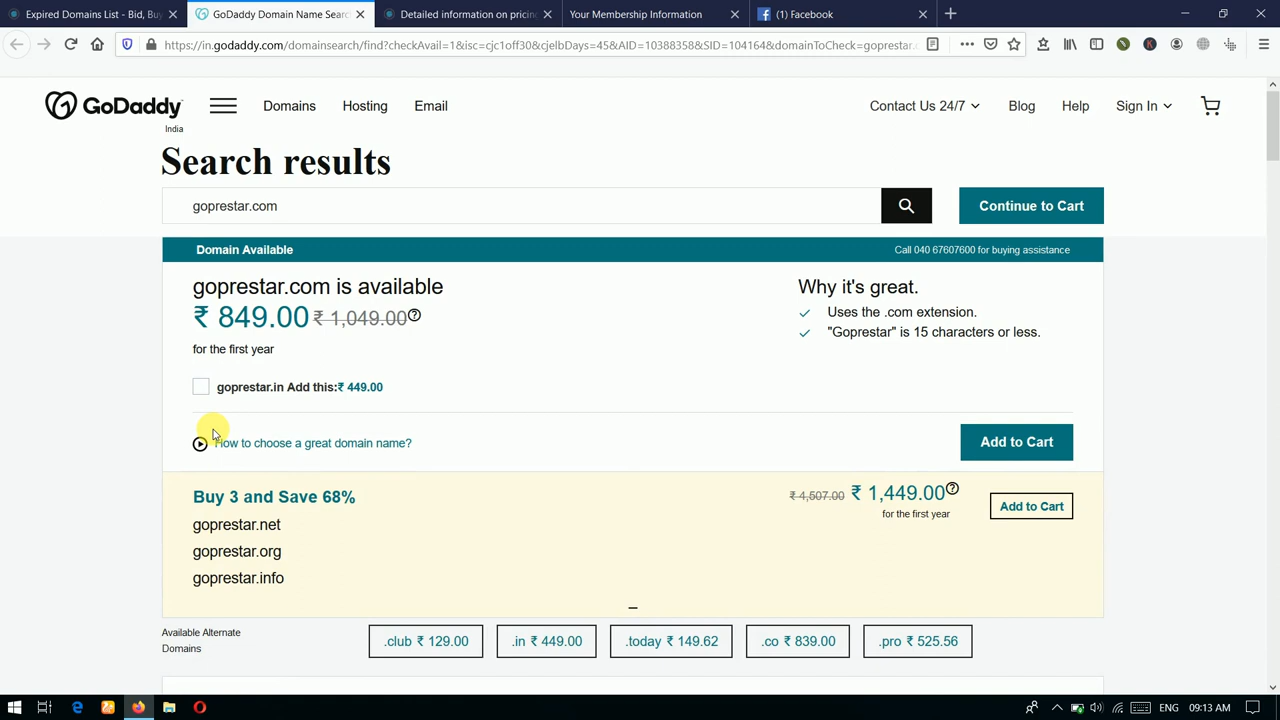 Expired Domains List - Bid, Buy
GoDaddy Domain Name Searc
Detailed information on pricing
Your Membership Information
(1) Facebook
https://in.godaddy.com/domainsearch/find?checkAvail=1&isc=cjc1off30&cjeldays=45&AID=10388358&SID=104164&domainToCheck=goprestar.c
GoDaddy
India
Domains
Hosting
Email
Contact Us 24/7
Blog
Help
Sign In
Search results
goprestar.com
Continue to Cart
Domain Available
Call 040 67607600 for buying assistance
goprestar.com is available
₹ 849.00 ₹ 1,049.00
for the first year
Why it's great.
Uses the .com extension.
"Goprestar" is 15 characters or less.
goprestar.in Add this:₹ 449.00
How to choose a great domain name?
Add to Cart
Buy 3 and Save 68%
₹ 4,507.00 ₹ 1,449.00
for the first year
Add to Cart
goprestar.net
goprestar.org
goprestar.info
Available Alternate
Domains
.club ₹ 129.00
.in ₹ 449.00
.today ₹ 149.62
.co ₹ 839.00
.pro ₹ 525.56
ENG
09:13 AM